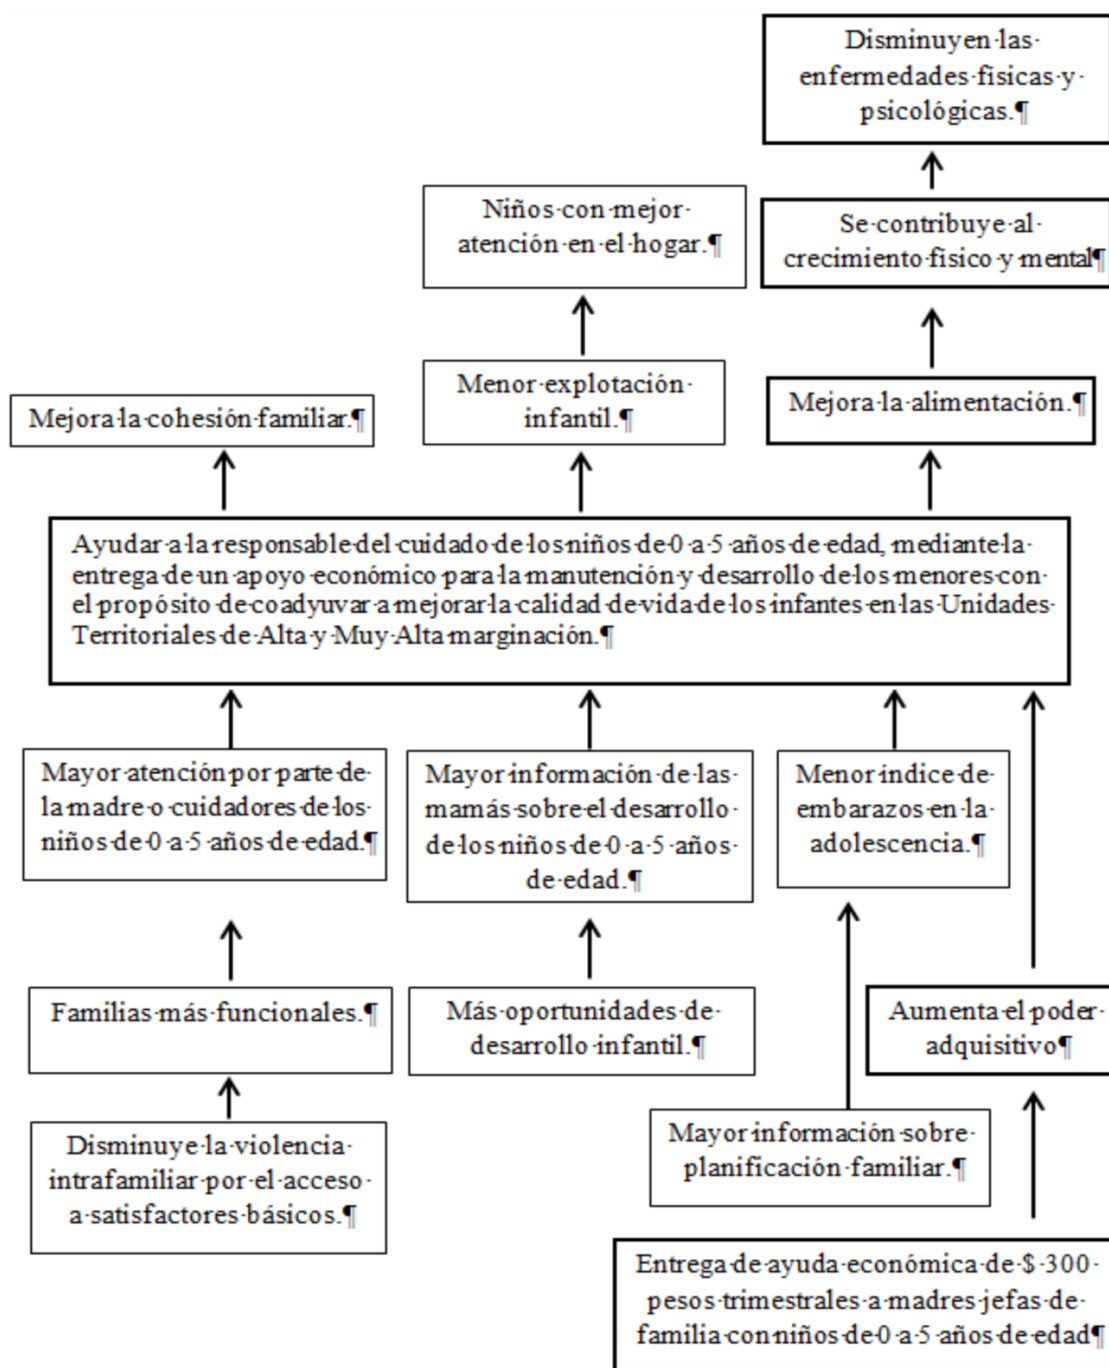 Disminuyen las
enfermedades físicas y
psicológicas.¶
Niños con mejor
atención en el hogar.¶
Se contribuye al
crecimiento físico y mental¶
Menor explotación
infantil.¶
Mejora la alimentación.¶
Mejora la cohesión familiar.¶
Ayudar a la responsable del cuidado de los niños de 0 a 5 años de edad, mediante la
entrega de un apoyo económico para la manutención y desarrollo de los menores con
el propósito de coadyuvar a mejorar la calidad de vida de los infantes en las Unidades
Territoriales de Alta y Muy Alta marginación.¶
Mayor atención por parte de
la madre o cuidadores de los
niños de 0 a 5 años de edad.¶
Mayor información de las
mamás sobre el desarrollo
de los niños de 0 a 5 años
de edad.¶
Menor índice de
embarazos en la
adolescencia.¶
Familias más funcionales.¶
Más oportunidades de
desarrollo infantil.¶
Aumenta el poder
adquisitivo¶
Disminuye la violencia
intrafamiliar por el acceso
a satisfactores básicos.¶
Mayor información sobre
planificación familiar.¶
Entrega de ayuda económica de $ 300
pesos trimestrales a madres jefas de
familia con niños de 0 a 5 años de edad¶